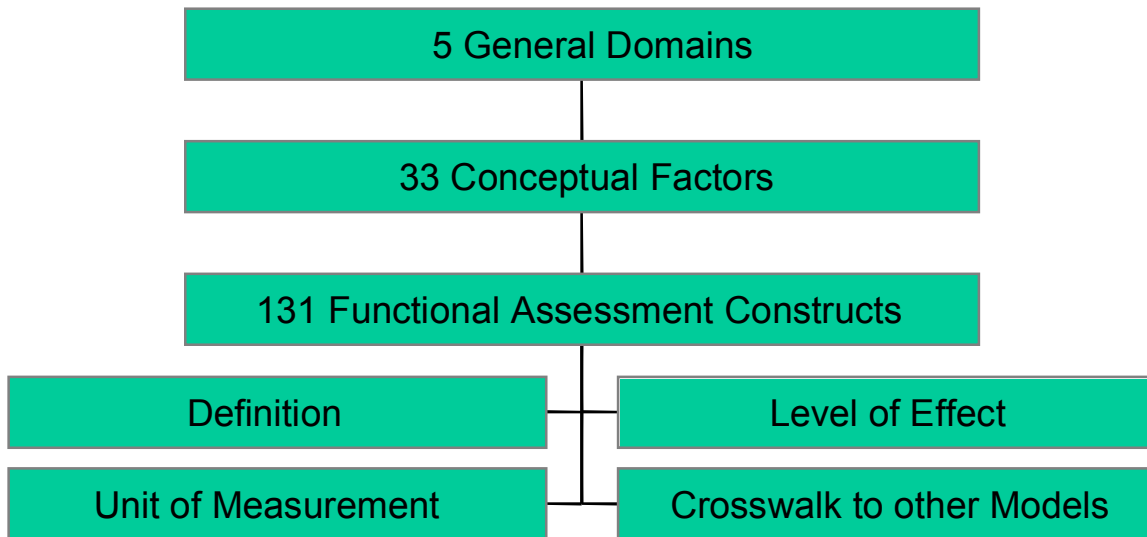 5 General Domains
33 Conceptual Factors
131 Functional Assessment Constructs
Definition
Level of Effect
Unit of Measurement
Crosswalk to other Models